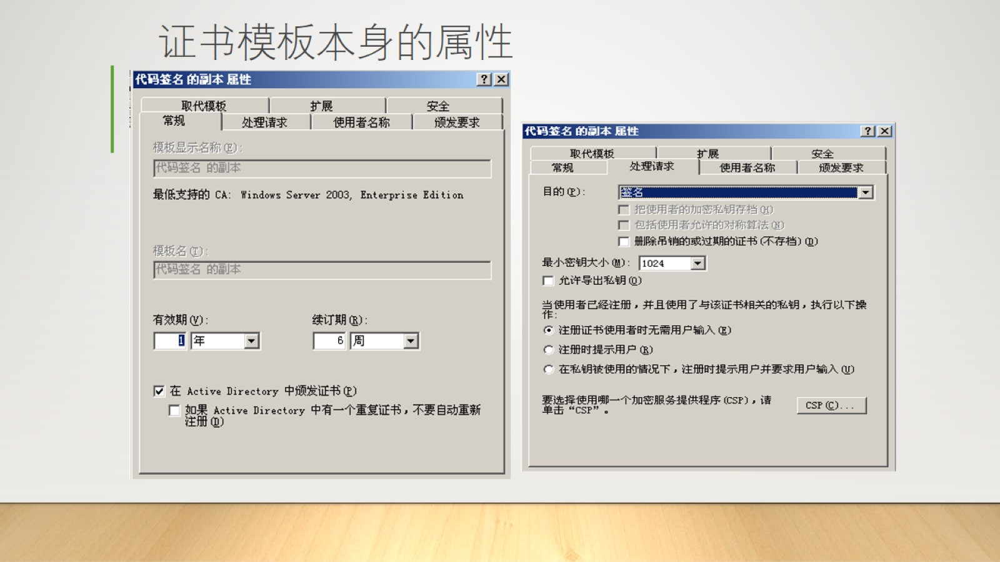 证书模板本身的属性
代码签名 的副本 属性
取代模板 扩展 安全
常规 处理请求 使用者名称 颁发要求
模板显示名称(E):
代码签名 的副本
最低支持的 CA: Windows Server 2003, Enterprise Edition
模板名(T):
代码签名 的副本
有效期(V): 续订期(R):
1 年 6 周
在 Active Directory 中颁发证书(P)
如果 Active Directory 中有一个重复证书，不要自动重新
注册(D)
代码签名 的副本 属性
取代模板 扩展 安全
常规 处理请求 使用者名称 颁发要求
目的(P): 签名
把使用者的加密私钥存档(H)
包括使用者允许的对称算法(N)
删除吊销的或过期的证书(不存档)(D)
最小密钥大小(M): 1024
允许导出私钥(O)
当使用者已经注册，并且使用了与该证书相关的私钥，执行以下操
作:
注册证书使用者时无需用户输入(E)
注册时提示用户(R)
在私钥被使用的情况下，注册时提示用户并要求用户输入(U)
要选择使用哪一个加密服务提供程序(CSP)，请
单击“CSP”。
CSP(C)...